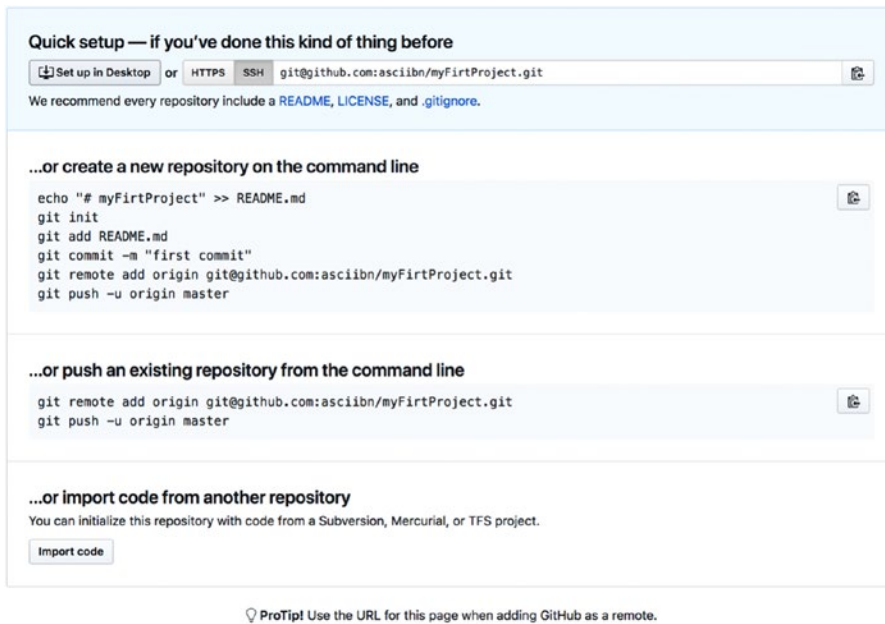 Quick setup — if you've done this kind of thing before
Set up in Desktop or HTTPS SSH git@github.com:asciibn/myFirtProject.git
We recommend every repository include a README, LICENSE, and .gitignore.
...or create a new repository on the command line
echo "# myFirtProject" >> README.md
git init
git add README.md
git commit -m "first commit"
git remote add origin git@github.com:asciibn/myFirtProject.git
git push -u origin master
...or push an existing repository from the command line
git remote add origin git@github.com:asciibn/myFirtProject.git
git push -u origin master
...or import code from another repository
You can initialize this repository with code from a Subversion, Mercurial, or TFS project.
Import code
ProTip! Use the URL for this page when adding GitHub as a remote.